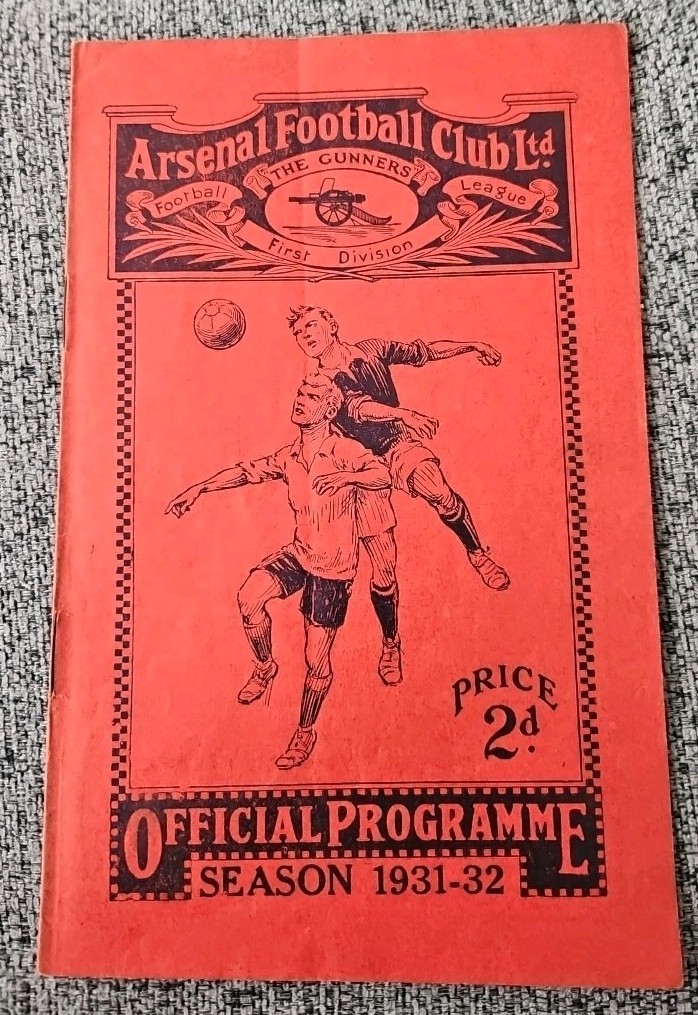 Arsenal Football Club Ltd.
THE GUNNERS
Football League
First Division
PRICE
2d.
OFFICIAL PROGRAMME
SEASON 1931-32